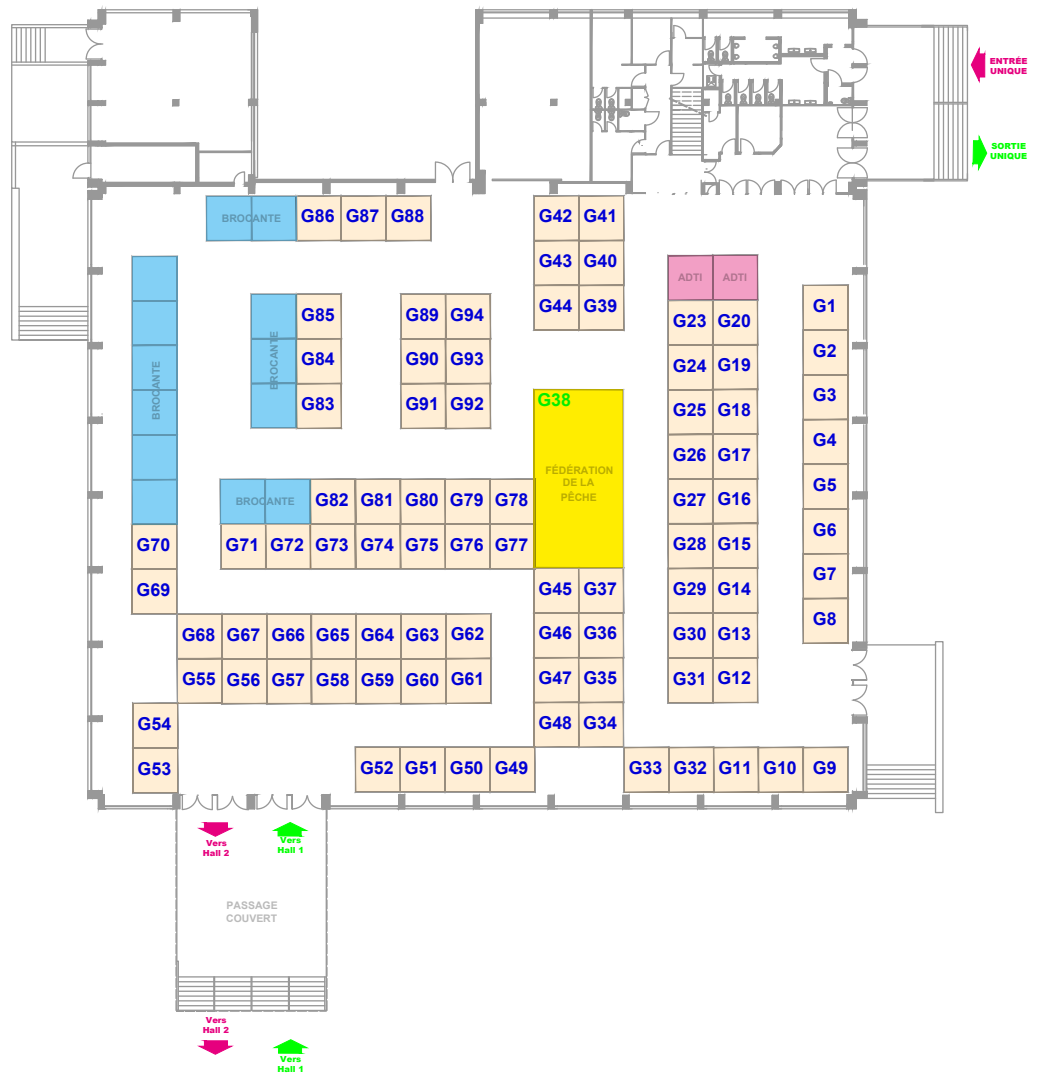 ENTRÉE
UNIQUE
SORTIE
UNIQUE
BROCANTE G86 G87 G88
G42 G41
G43 G40
G44 G39
ADTI ADTI
G85 G89 G94 G23 G20 G1
G84 G90 G93 G24 G19 G2
BROCANTE
BROCANTE
G83 G91 G92 G25 G18 G3
G38
FÉDÉRATION
DE LA
PÊCHE
G26 G17 G4
BROCANTE G82 G81 G80 G79 G78 G27 G16 G5
G70 G71 G72 G73 G74 G75 G76 G77 G28 G15 G6
G69 G45 G37 G29 G14 G7
G68 G67 G66 G65 G64 G63 G62 G46 G36 G30 G13 G8
G55 G56 G57 G58 G59 G60 G61 G47 G35 G31 G12
G54 G48 G34
G53 G52 G51 G50 G49 G33 G32 G11 G10 G9
Vers
Hall 2
Vers
Hall 1
PASSAGE
COUVERT
Vers
Hall 2
Vers
Hall 1